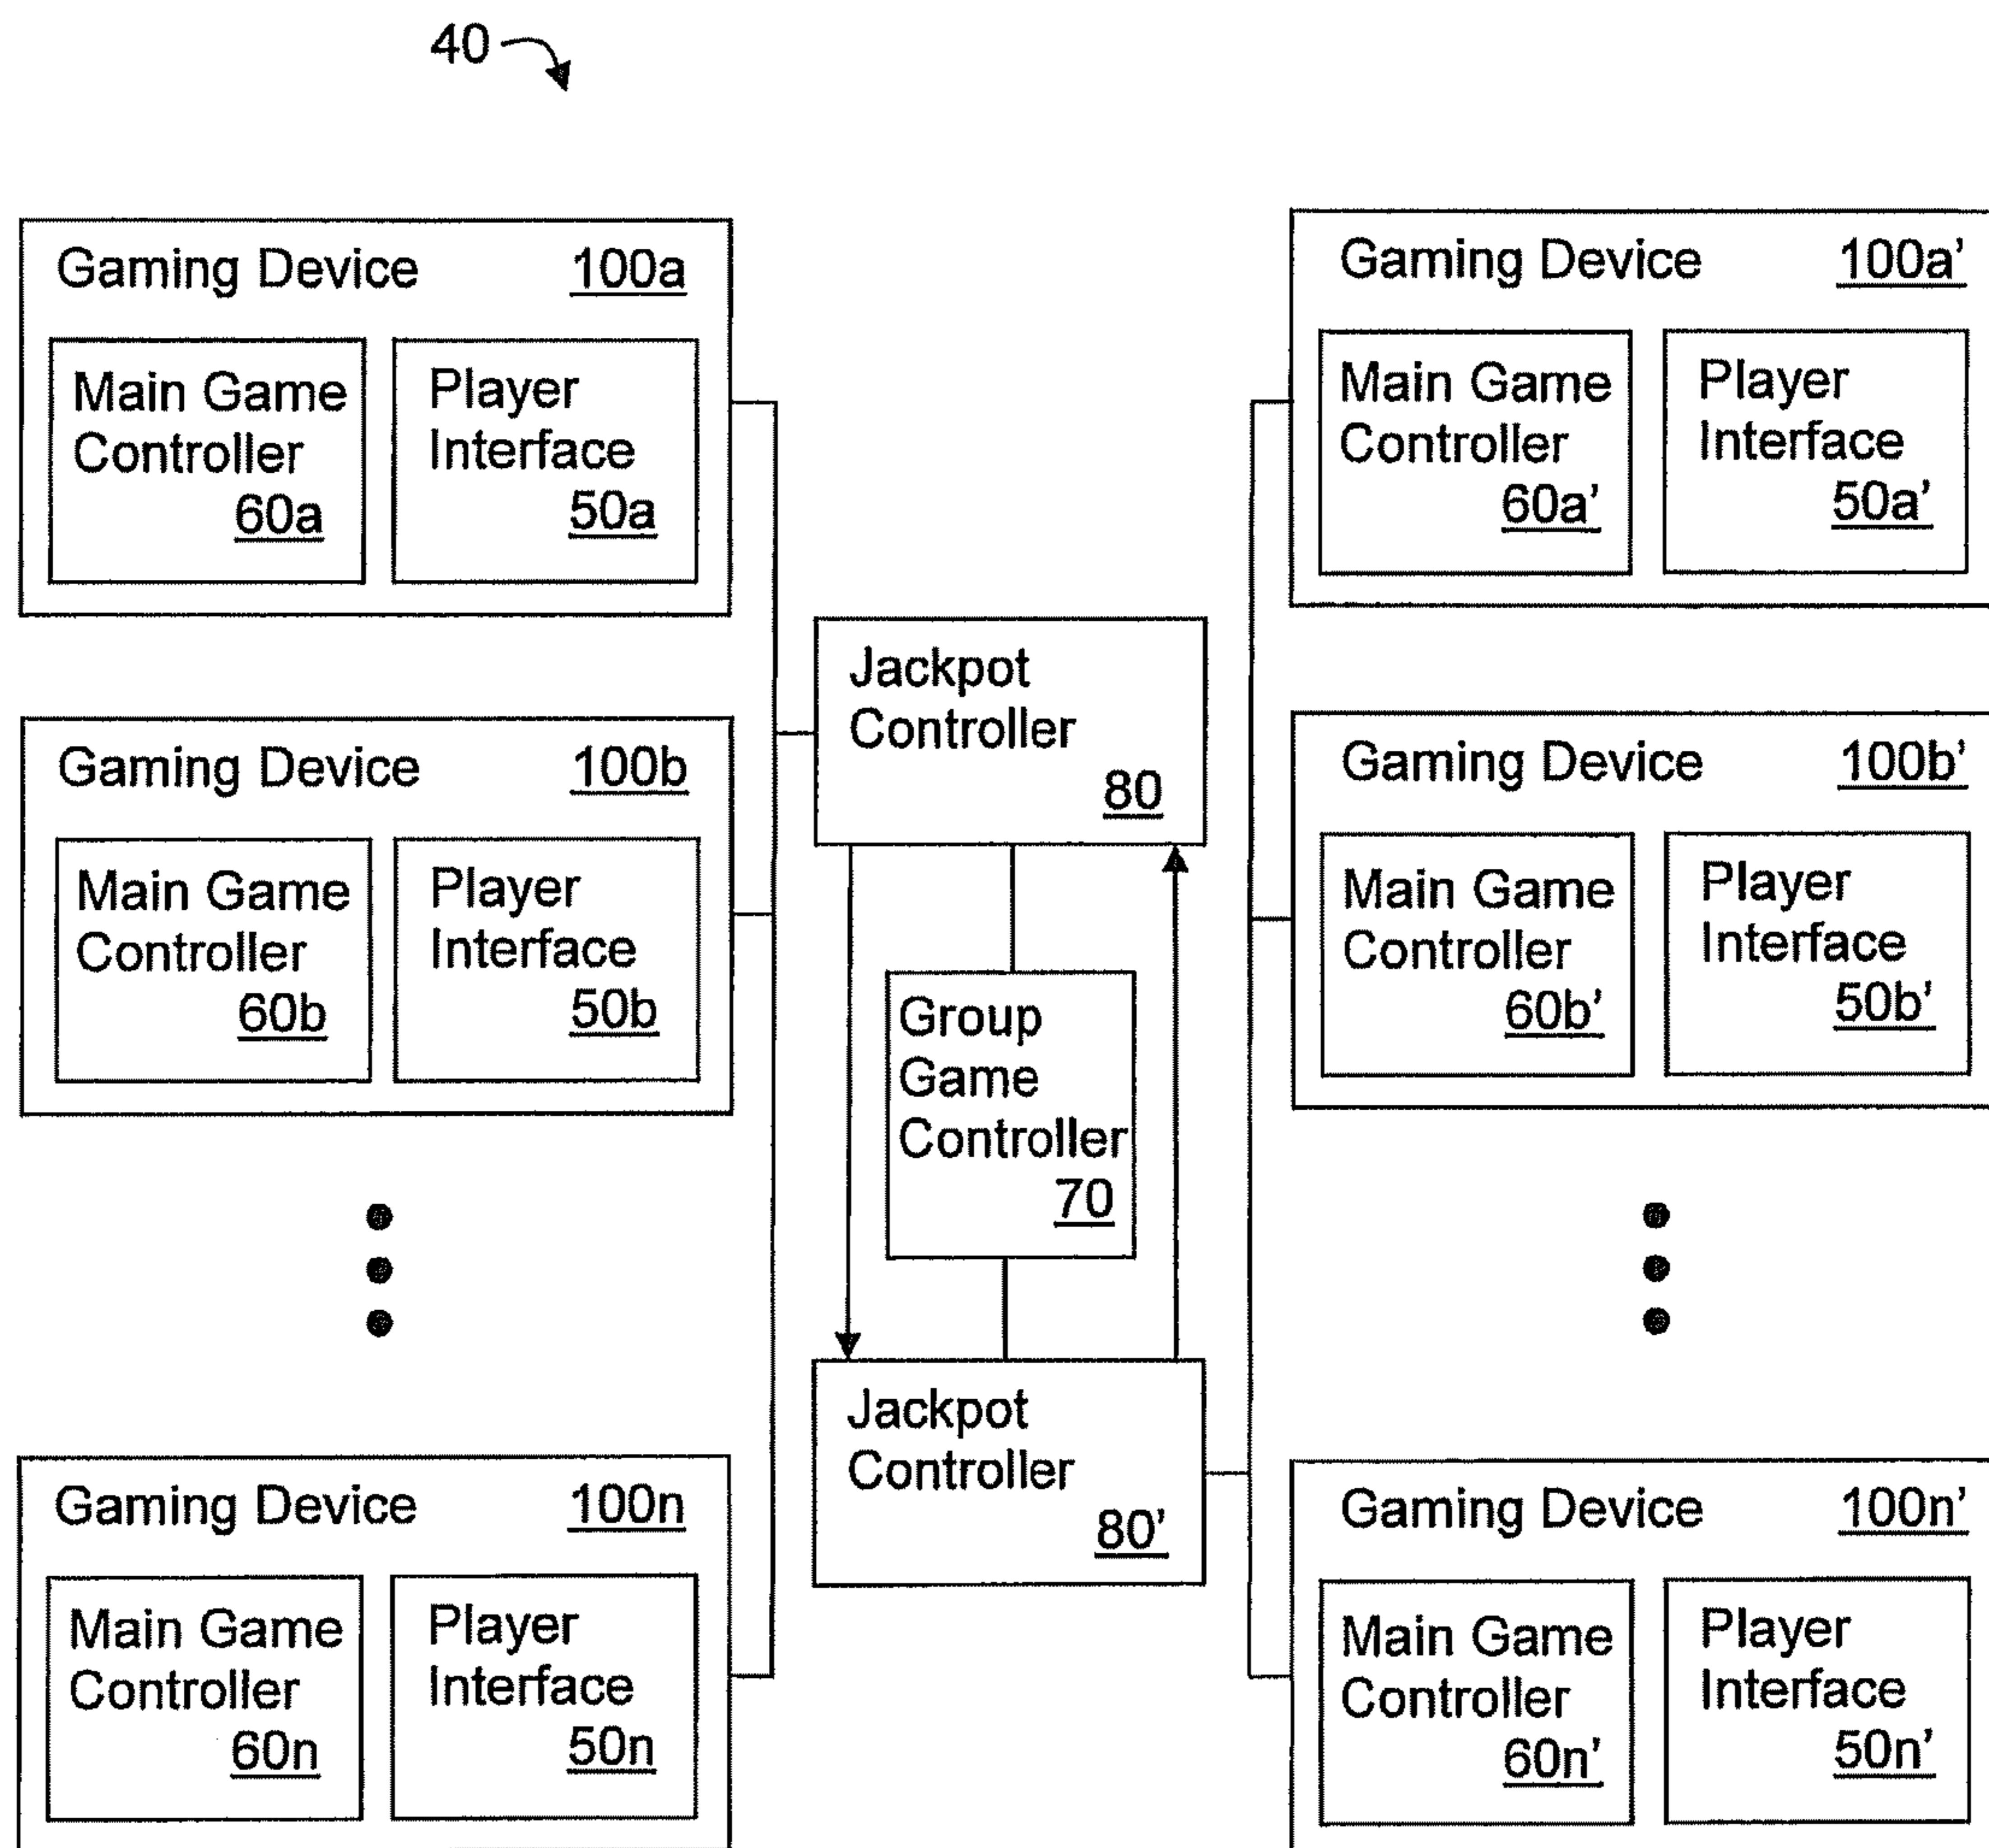 40
Gaming Device 100a
Main Game
Controller
60a
Player
Interface
50a
Gaming Device 100b
Main Game
Controller
60b
Player
Interface
50b
Gaming Device 100n
Main Game
Controller
60n
Player
Interface
50n
Jackpot
Controller
80
Group
Game
Controller
70
Jackpot
Controller
80’
Gaming Device 100a’
Main Game
Controller
60a’
Player
Interface
50a’
Gaming Device 100b’
Main Game
Controller
60b’
Player
Interface
50b’
Gaming Device 100n’
Main Game
Controller
60n’
Player
Interface
50n’